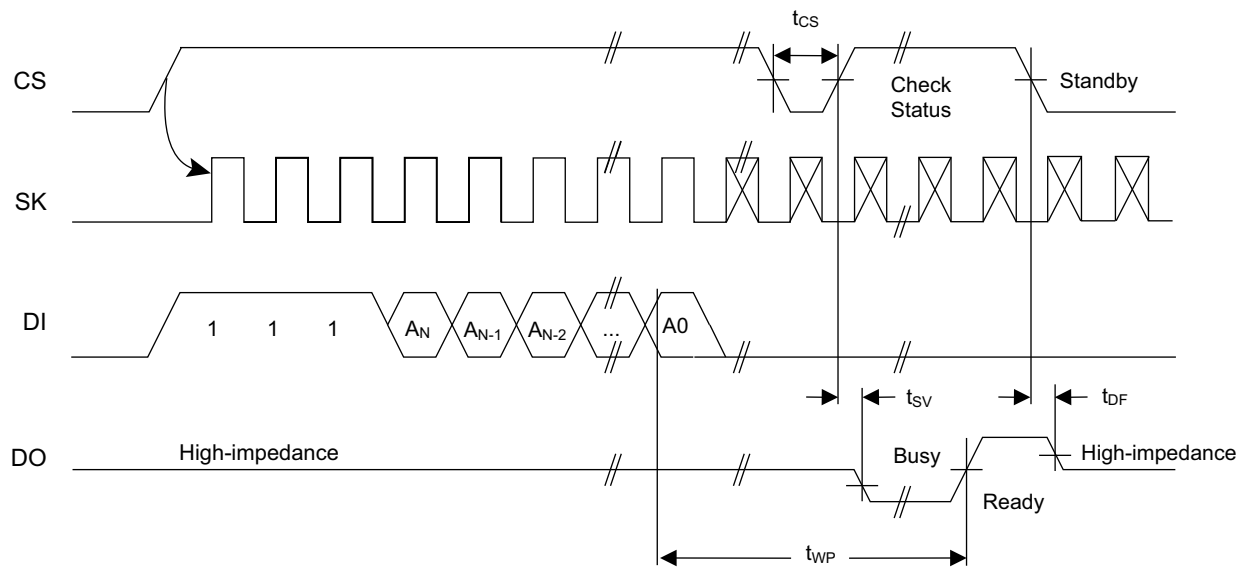 tCS
CS
Check
Status
Standby
SK
DI
1 1 1 AN AN-1 AN-2 ... A0
tSV
tDF
DO
High-impedance
Busy
High-impedance
Ready
tWP